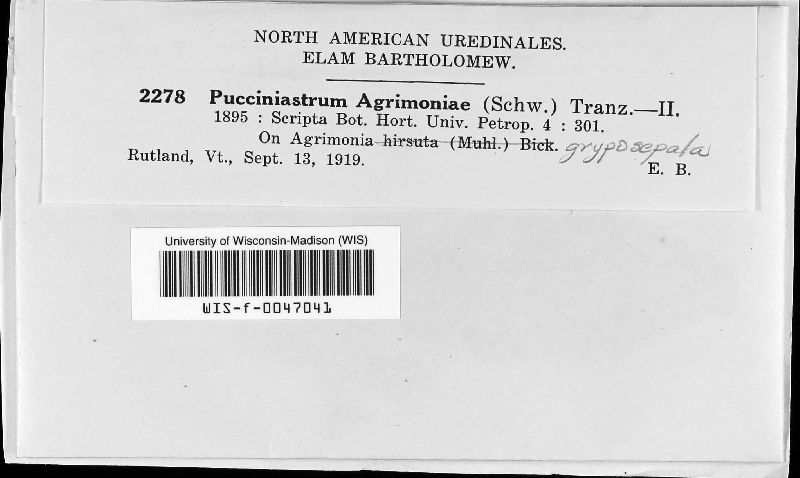 NORTH AMERICAN UREDINALES.
ELAM BARTHOLOMEW.
2278 Pucciniastrum Agrimoniae (Schw.) Tranz.—II.
1895 : Scripta Bot. Hort. Univ. Petrop. 4 : 301.
On Agrimonia hirsuta (Muhl.) Bick. gryposepala
Rutland, Vt., Sept. 13, 1919.
E. B.
University of Wisconsin-Madison (WIS)
WIS-f-0047041